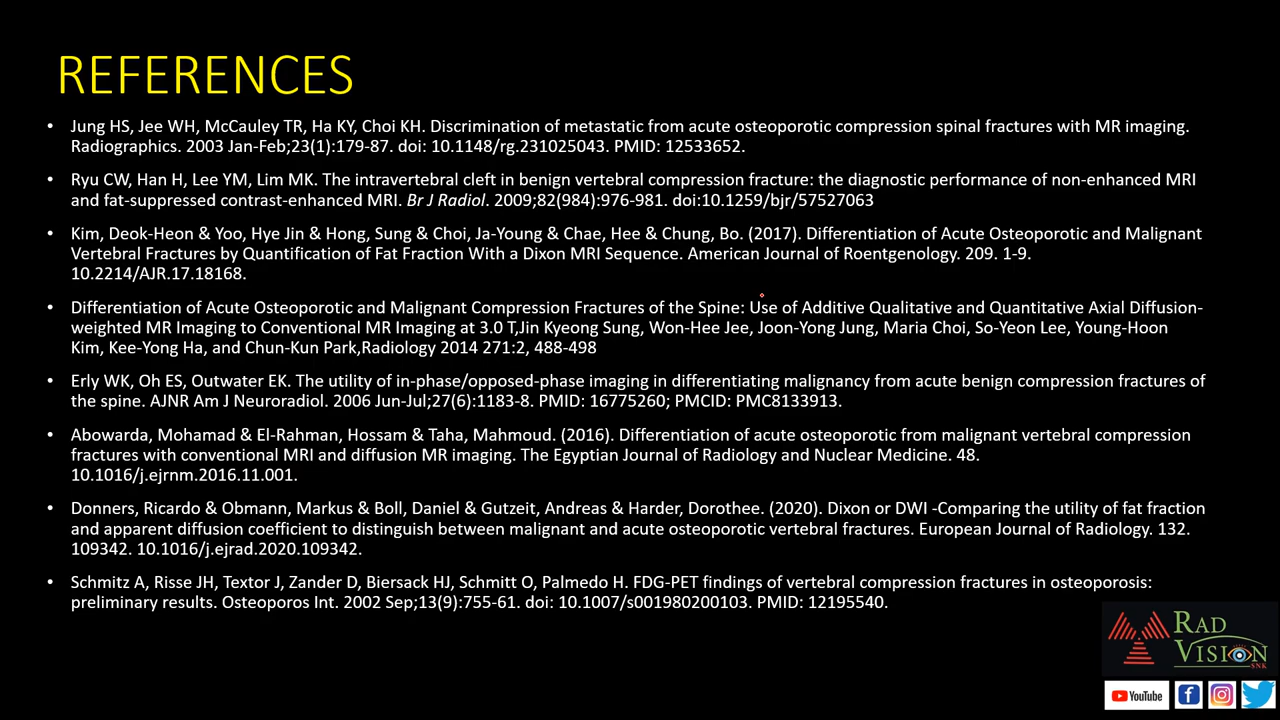 REFERENCES
• Jung HS, Jee WH, McCauley TR, Ha KY, Choi KH. Discrimination of metastatic from acute osteoporotic compression spinal fractures with MR imaging.
Radiographics. 2003 Jan-Feb;23(1):179-87. doi: 10.1148/rg.231025043. PMID: 12533652.
• Ryu CW, Han H, Lee YM, Lim MK. The intravertebral cleft in benign vertebral compression fracture: the diagnostic performance of non-enhanced MRI
and fat-suppressed contrast-enhanced MRI. Br J Radiol. 2009;82(984):976-981. doi:10.1259/bjr/57527063
• Kim, Deok-Heon & Yoo, Hye Jin & Hong, Sung & Choi, Ja-Young & Chae, Hee & Chung, Bo. (2017). Differentiation of Acute Osteoporotic and Malignant
Vertebral Fractures by Quantification of Fat Fraction With a Dixon MRI Sequence. American Journal of Roentgenology. 209. 1-9.
10.2214/AJR.17.18168.
• Differentiation of Acute Osteoporotic and Malignant Compression Fractures of the Spine: Use of Additive Qualitative and Quantitative Axial Diffusion-
weighted MR Imaging to Conventional MR Imaging at 3.0 T,Jin Kyeong Sung, Won-Hee Jee, Joon-Yong Jung, Maria Choi, So-Yeon Lee, Young-Hoon
Kim, Kee-Yong Ha, and Chun-Kun Park,Radiology 2014 271:2, 488-498
• Erly WK, Oh ES, Outwater EK. The utility of in-phase/opposed-phase imaging in differentiating malignancy from acute benign compression fractures of
the spine. AJNR Am J Neuroradiol. 2006 Jun-Jul;27(6):1183-8. PMID: 16775260; PMCID: PMC8133913.
• Abowarda, Mohamad & El-Rahman, Hossam & Taha, Mahmoud. (2016). Differentiation of acute osteoporotic from malignant vertebral compression
fractures with conventional MRI and diffusion MR imaging. The Egyptian Journal of Radiology and Nuclear Medicine. 48.
10.1016/j.ejrnm.2016.11.001.
• Donners, Ricardo & Obmann, Markus & Boll, Daniel & Gutzeit, Andreas & Harder, Dorothee. (2020). Dixon or DWI -Comparing the utility of fat fraction
and apparent diffusion coefficient to distinguish between malignant and acute osteoporotic vertebral fractures. European Journal of Radiology. 132.
109342. 10.1016/j.ejrad.2020.109342.
• Schmitz A, Risse JH, Textor J, Zander D, Biersack HJ, Schmitt O, Palmedo H. FDG-PET findings of vertebral compression fractures in osteoporosis:
preliminary results. Osteoporos Int. 2002 Sep;13(9):755-61. doi: 10.1007/s001980200103. PMID: 12195540.
RAD
VISION
SNK
YouTube